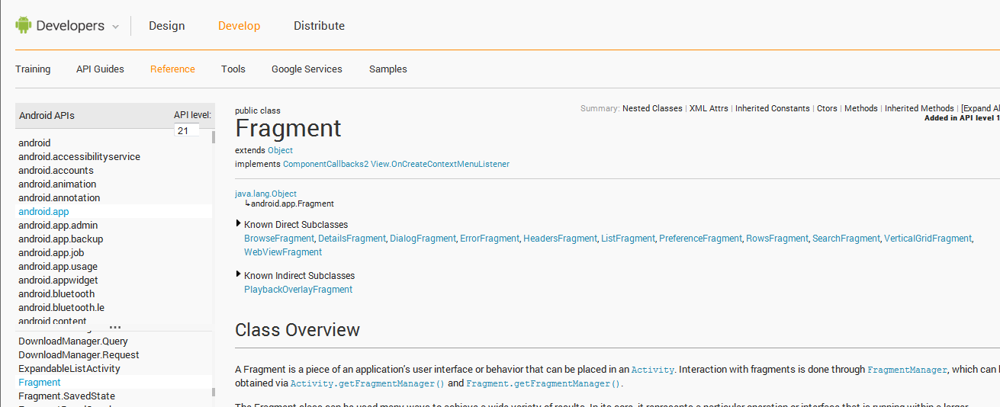 Developers Design Develop Distribute
Training API Guides Reference Tools Google Services Samples
Android APIs API level:
21
android
android.accessibilityservice
android.accounts
android.animation
android.annotation
android.app
android.app.admin
android.app.backup
android.app.job
android.app.usage
android.appwidget
android.bluetooth
android.bluetooth.le
android.content
DownloadManager.Query
DownloadManager.Request
ExpandableListActivity
Fragment
Fragment.SavedState
public class
Summary: Nested Classes | XML Attrs | Inherited Constants | Ctors | Methods | Inherited Methods | [Expand Al
Added in API level 1
Fragment
extends Object
implements ComponentCallbacks2 View.OnCreateContextMenuListener
java.lang.Object
↳android.app.Fragment
Known Direct Subclasses
BrowseFragment, DetailsFragment, DialogFragment, ErrorFragment, HeadersFragment, ListFragment, PreferenceFragment, RowsFragment, SearchFragment, VerticalGridFragment,
WebViewFragment
Known Indirect Subclasses
PlaybackOverlayFragment
Class Overview
A Fragment is a piece of an application's user interface or behavior that can be placed in an Activity. Interaction with fragments is done through FragmentManager, which can
obtained via Activity.getFragmentManager() and Fragment.getFragmentManager().
The Fragment class can be used many ways to achieve a wide variety of results. In its core, it represents a particular operation or interface that is running within a larger